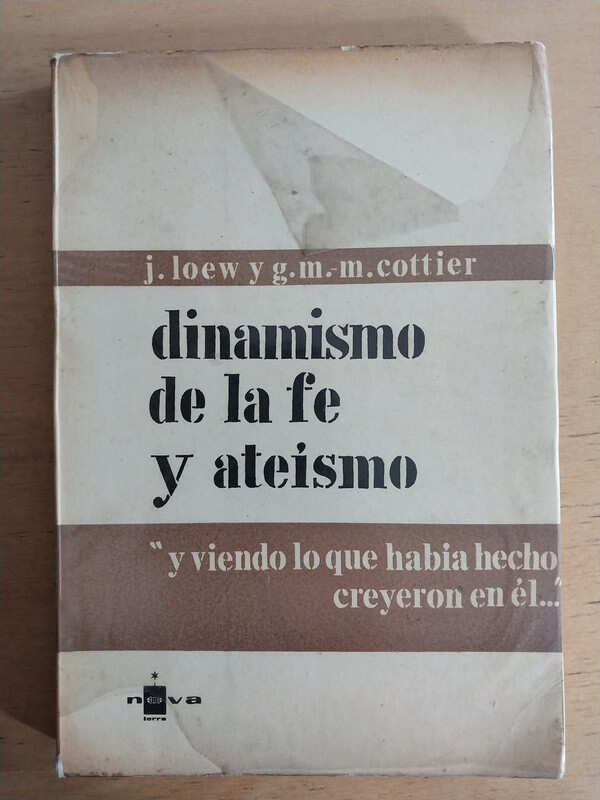 j. loew y g.m.-m.cottier
dinamismo
de la fe
y ateísmo
"y viendo lo que habia hecho
creyeron en él..."
nova
terra